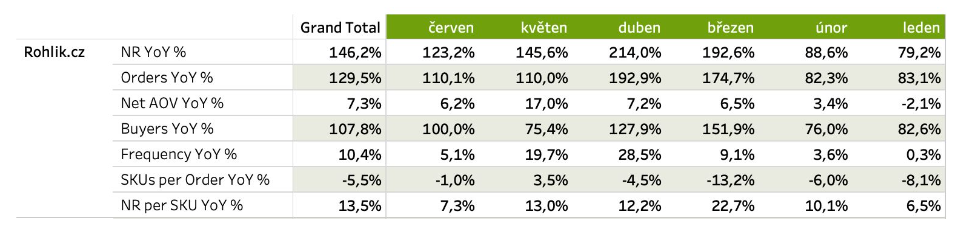 Grand Total červen květen duben březen únor leden
Rohlik.cz NR YoY % 146,2% 123,2% 145,6% 214,0% 192,6% 88,6% 79,2%
Orders YoY % 129,5% 110,1% 110,0% 192,9% 174,7% 82,3% 83,1%
Net AOV YoY % 7,3% 6,2% 17,0% 7,2% 6,5% 3,4% -2,1%
Buyers YoY % 107,8% 100,0% 75,4% 127,9% 151,9% 76,0% 82,6%
Frequency YoY % 10,4% 5,1% 19,7% 28,5% 9,1% 3,6% 0,3%
SKUs per Order YoY % -5,5% -1,0% 3,5% -4,5% -13,2% -6,0% -8,1%
NR per SKU YoY % 13,5% 7,3% 13,0% 12,2% 22,7% 10,1% 6,5%